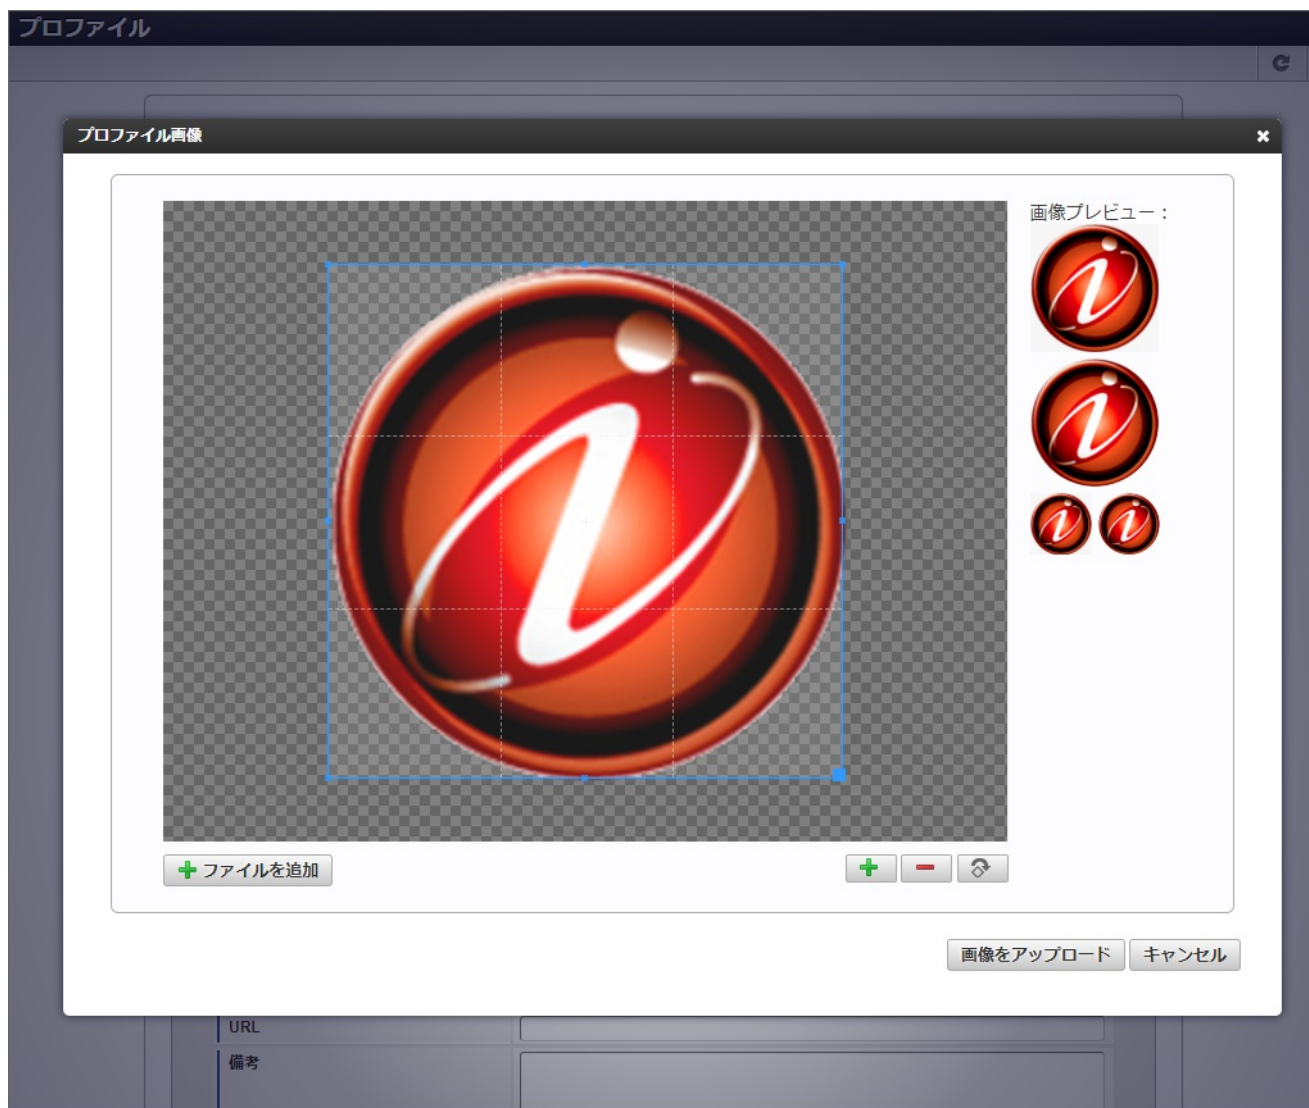 プロファイル
プロファイル画像
画像プレビュー：
ファイルを追加
画像をアップロード
キャンセル
URL
備考